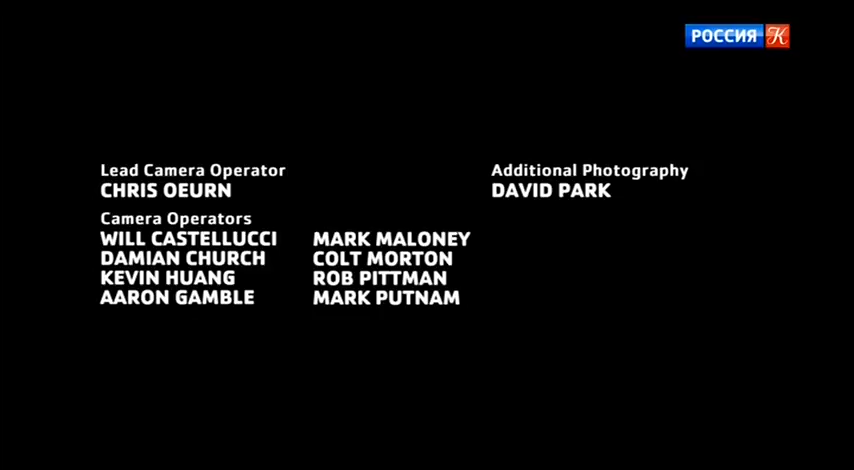 РОССИЯ К
Lead Camera Operator
CHRIS OEURN
Additional Photography
DAVID PARK
Camera Operators
WILL CASTELLUCCI MARK MALONEY
DAMIAN CHURCH COLT MORTON
KEVIN HUANG ROB PITTMAN
AARON GAMBLE MARK PUTNAM